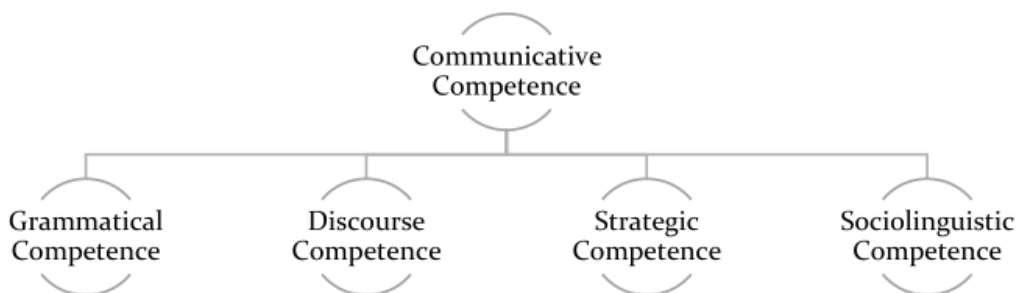 Communicative
Competence
Grammatical
Competence
Discourse
Competence
Strategic
Competence
Sociolinguistic
Competence